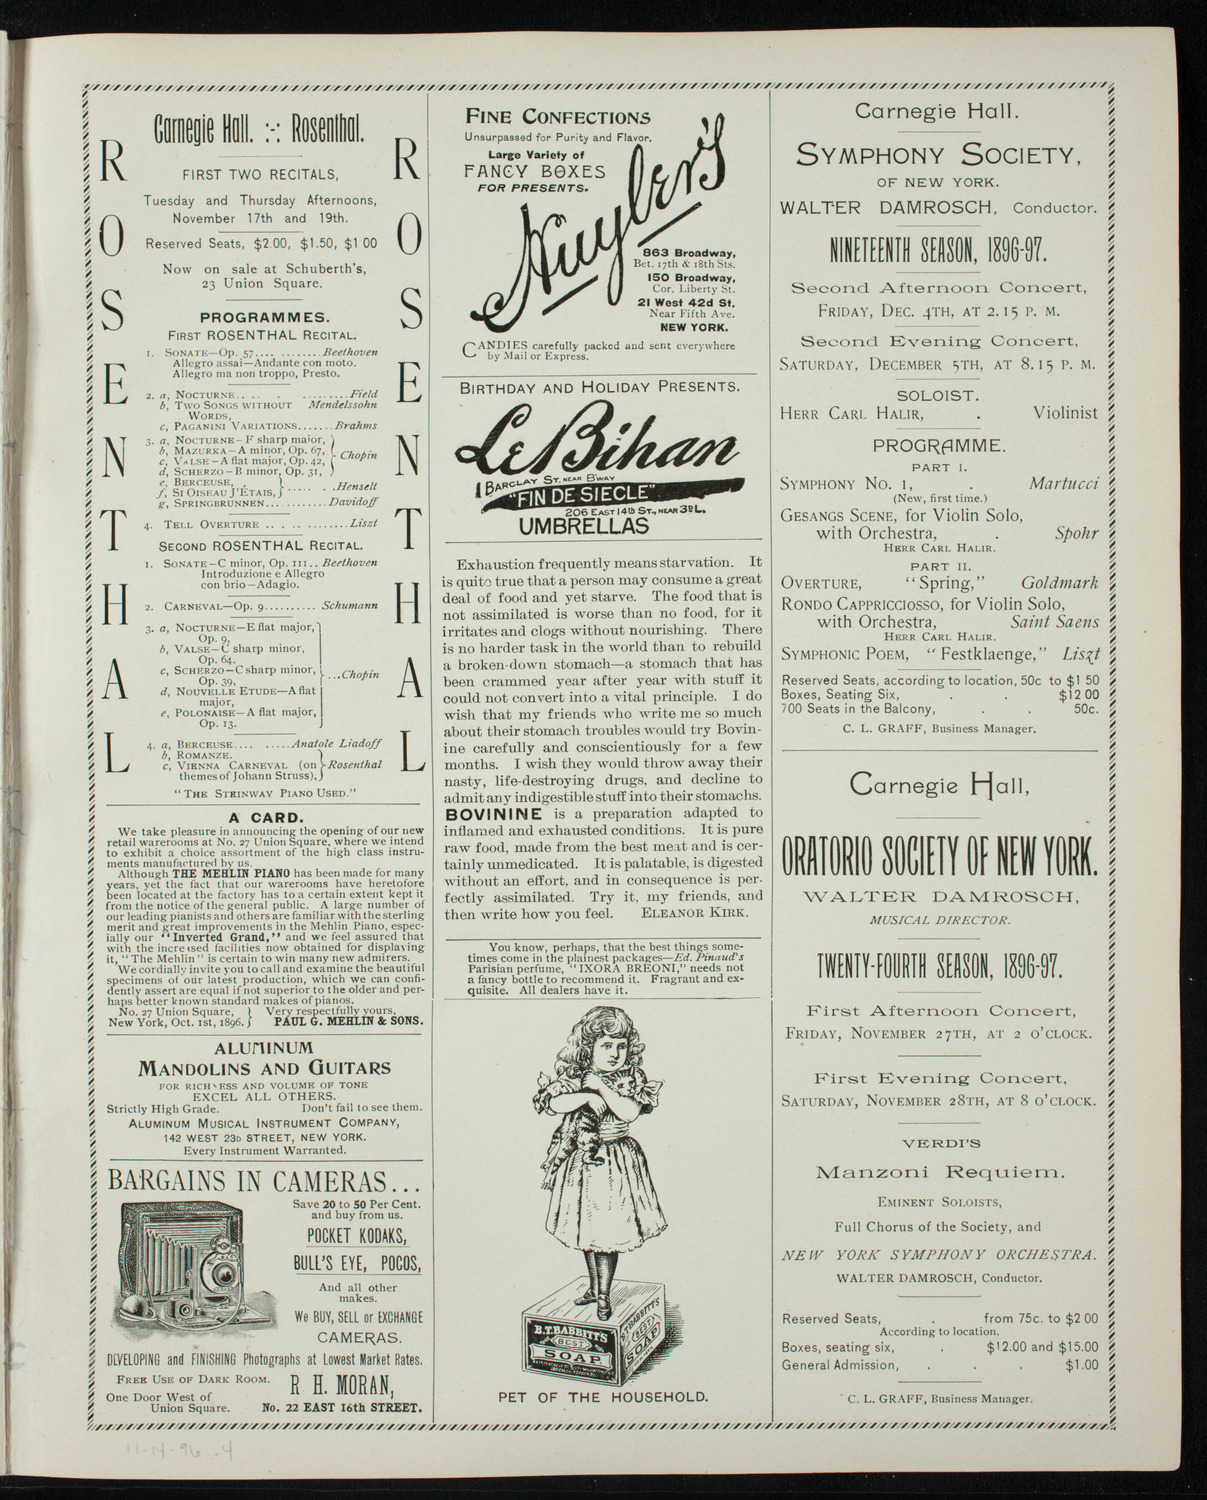 Carnegie Hall. :-: Rosenthal.
ROSENTHAL
ROSENTHAL
FIRST TWO RECITALS,
Tuesday and Thursday Afternoons,
November 17th and 19th.
Reserved Seats, $2.00, $1.50, $1 00
Now on sale at Schuberth's,
23 Union Square.
PROGRAMMES.
FIRST ROSENTHAL RECITAL.
1. SONATE—Op. 57.... ........Beethoven
Allegro assai—Andante con moto.
Allegro ma non troppo, Presto.
2. a, NOCTURNE.. .. . .........Field
b, TWO SONGS WITHOUT Mendelssohn
WORDS,
c, PAGANINI VARIATIONS.......Brahms
3. a, NOCTURNE—F sharp maior,
b, MAZURKA—A minor, Op. 67,
c, VALSE—A flat major, Op. 42, Chopin
d, SCHERZO—B minor, Op. 31,
e, BERCEUSE,
f, SI OISEAU J'ÉTAIS, ..... . .Henselt
g, SPRINGBRUNNEN... ........Davidoff
4. TELL OVERTURE .. . .. .........Liszt
SECOND ROSENTHAL RECITAL.
1. SONATE—C minor, Op. 111.. Beethoven
Introduzione e Allegro
con brio—Adagio.
2. CARNEVAL—Op. 9.......... Schumann
3. a, NOCTURNE—E flat major,
Op. 9,
b, VALSE—C sharp minor,
Op. 64.
c, SCHERZO—C sharp minor, ...Chopin
Op. 39,
d, NOUVELLE ETUDE—A flat
major,
e, POLONAISE—A flat major,
Op. 13.
4. a, BERCEUSE.... .....Anatole Liadoff
b, ROMANZE.
c, VIENNA CARNEVAL (on Rosenthal
themes of Johann Struss),
"THE STEINWAY PIANO USED."
A CARD.
We take pleasure in announcing the opening of our new
retail warerooms at No. 27 Union Square, where we intend
to exhibit a choice assortment of the high class instru-
ments manufactured by us.
Although THE MEHLIN PIANO has been made for many
years, yet the fact that our warerooms have heretofore
been located at the factory has to a certain extent kept it
from the notice of the general public. A large number of
our leading pianists and others are familiar with the sterling
merit and great improvements in the Mehlin Piano, espec-
ially our "Inverted Grand," and we feel assured that
with the increased facilities now obtained for displaying
it, "The Mehlin" is certain to win many new admirers.
We cordially invite you to call and examine the beautiful
specimens of our latest production, which we can confi-
dently assert are equal if not superior to the older and per-
haps better known standard makes of pianos.
No. 27 Union Square, Very respectfully yours,
New York, Oct. 1st, 1896. PAUL G. MEHLIN & SONS.
ALUMINUM
MANDOLINS AND GUITARS
FOR RICHNESS AND VOLUME OF TONE
EXCEL ALL OTHERS.
Strictly High Grade. Don't fail to see them.
ALUMINUM MUSICAL INSTRUMENT COMPANY,
142 WEST 23D STREET, NEW YORK.
Every Instrument Warranted.
BARGAINS IN CAMERAS...
Save 20 to 50 Per Cent.
and buy from us.
POCKET KODAKS,
BULL'S EYE, POCOS,
And all other
makes.
We BUY, SELL or EXCHANGE
CAMERAS.
DEVELOPING and FINISHING Photographs at Lowest Market Rates.
FREE USE OF DARK ROOM.
R H. MORAN,
One Door West of
Union Square.
No. 22 EAST 16th STREET.
FINE CONFECTIONS
Unsurpassed for Purity and Flavor.
Large Variety of
FANCY BOXES
FOR PRESENTS.
Huyler's
863 Broadway,
Bet. 17th & 18th Sts.
150 Broadway,
Cor. Liberty St.
21 West 42d St.
Near Fifth Ave.
NEW YORK.
CANDIES carefully packed and sent everywhere
by Mail or Express.
BIRTHDAY AND HOLIDAY PRESENTS.
LeBihan
1 BARCLAY ST. NEAR B'WAY
"FIN DE SIECLE"
206 EAST 14th ST., NEAR 3D L.
UMBRELLAS
Exhaustion frequently means starvation. It
is quite true that a person may consume a great
deal of food and yet starve. The food that is
not assimilated is worse than no food, for it
irritates and clogs without nourishing. There
is no harder task in the world than to rebuild
a broken-down stomach—a stomach that has
been crammed year after year with stuff it
could not convert into a vital principle. I do
wish that my friends who write me so much
about their stomach troubles would try Bovin-
ine carefully and conscientiously for a few
months. I wish they would throw away their
nasty, life-destroying drugs, and decline to
admit any indigestible stuff into their stomachs.
BOVININE is a preparation adapted to
inflamed and exhausted conditions. It is pure
raw food, made from the best meat and is cer-
tainly unmedicated. It is palatable, is digested
without an effort, and in consequence is per-
fectly assimilated. Try it, my friends, and
then write how you feel. ELEANOR KIRK.
You know, perhaps, that the best things some-
times come in the plainest packages—Ed. Pinaud's
Parisian perfume, "IXORA BREONI," needs not
a fancy bottle to recommend it. Fragrant and ex-
quisite. All dealers have it.
B.T. BABBITT'S
BEST
SOAP
B.T. BABBITT'S
BEST
SOAP
PET OF THE HOUSEHOLD.
Carnegie Hall.
SYMPHONY SOCIETY,
OF NEW YORK.
WALTER DAMROSCH, Conductor.
NINETEENTH SEASON, 1896-97.
Second Afternoon Concert,
FRIDAY, DEC. 4TH, AT 2.15 P. M.
Second Evening Concert,
SATURDAY, DECEMBER 5TH, AT 8.15 P. M.
SOLOIST.
HERR CARL HALIR, . Violinist
PROGRAMME.
PART I.
SYMPHONY NO. 1, . Martucci
(New, first time.)
GESANGS SCENE, for Violin Solo,
with Orchestra, . Spohr
HERR CARL HALIR.
PART II.
OVERTURE, "Spring," Goldmark
RONDO CAPPRICCIOSSO, for Violin Solo,
with Orchestra, Saint Saens
HERR CARL HALIR.
SYMPHONIC POEM, "Festklaenge," Liszt
Reserved Seats, according to location, 50c to $1 50
Boxes, Seating Six, . . $12 00
700 Seats in the Balcony, . . 50c.
C. L. GRAFF, Business Manager.
Carnegie Hall,
ORATORIO SOCIETY OF NEW YORK.
WALTER DAMROSCH,
MUSICAL DIRECTOR.
TWENTY-FOURTH SEASON, 1896-97.
First Afternoon Concert,
FRIDAY, NOVEMBER 27TH, AT 2 O'CLOCK.
First Evening Concert,
SATURDAY, NOVEMBER 28TH, AT 8 O'CLOCK.
VERDI'S
Manzoni Requiem.
EMINENT SOLOISTS,
Full Chorus of the Society, and
NEW YORK SYMPHONY ORCHESTRA.
WALTER DAMROSCH, Conductor.
Reserved Seats, . from 75c. to $2 00
According to location.
Boxes, seating six, . $12.00 and $15.00
General Admission, . . . $1.00
C. L. GRAFF, Business Manager.
11-14-96 .4